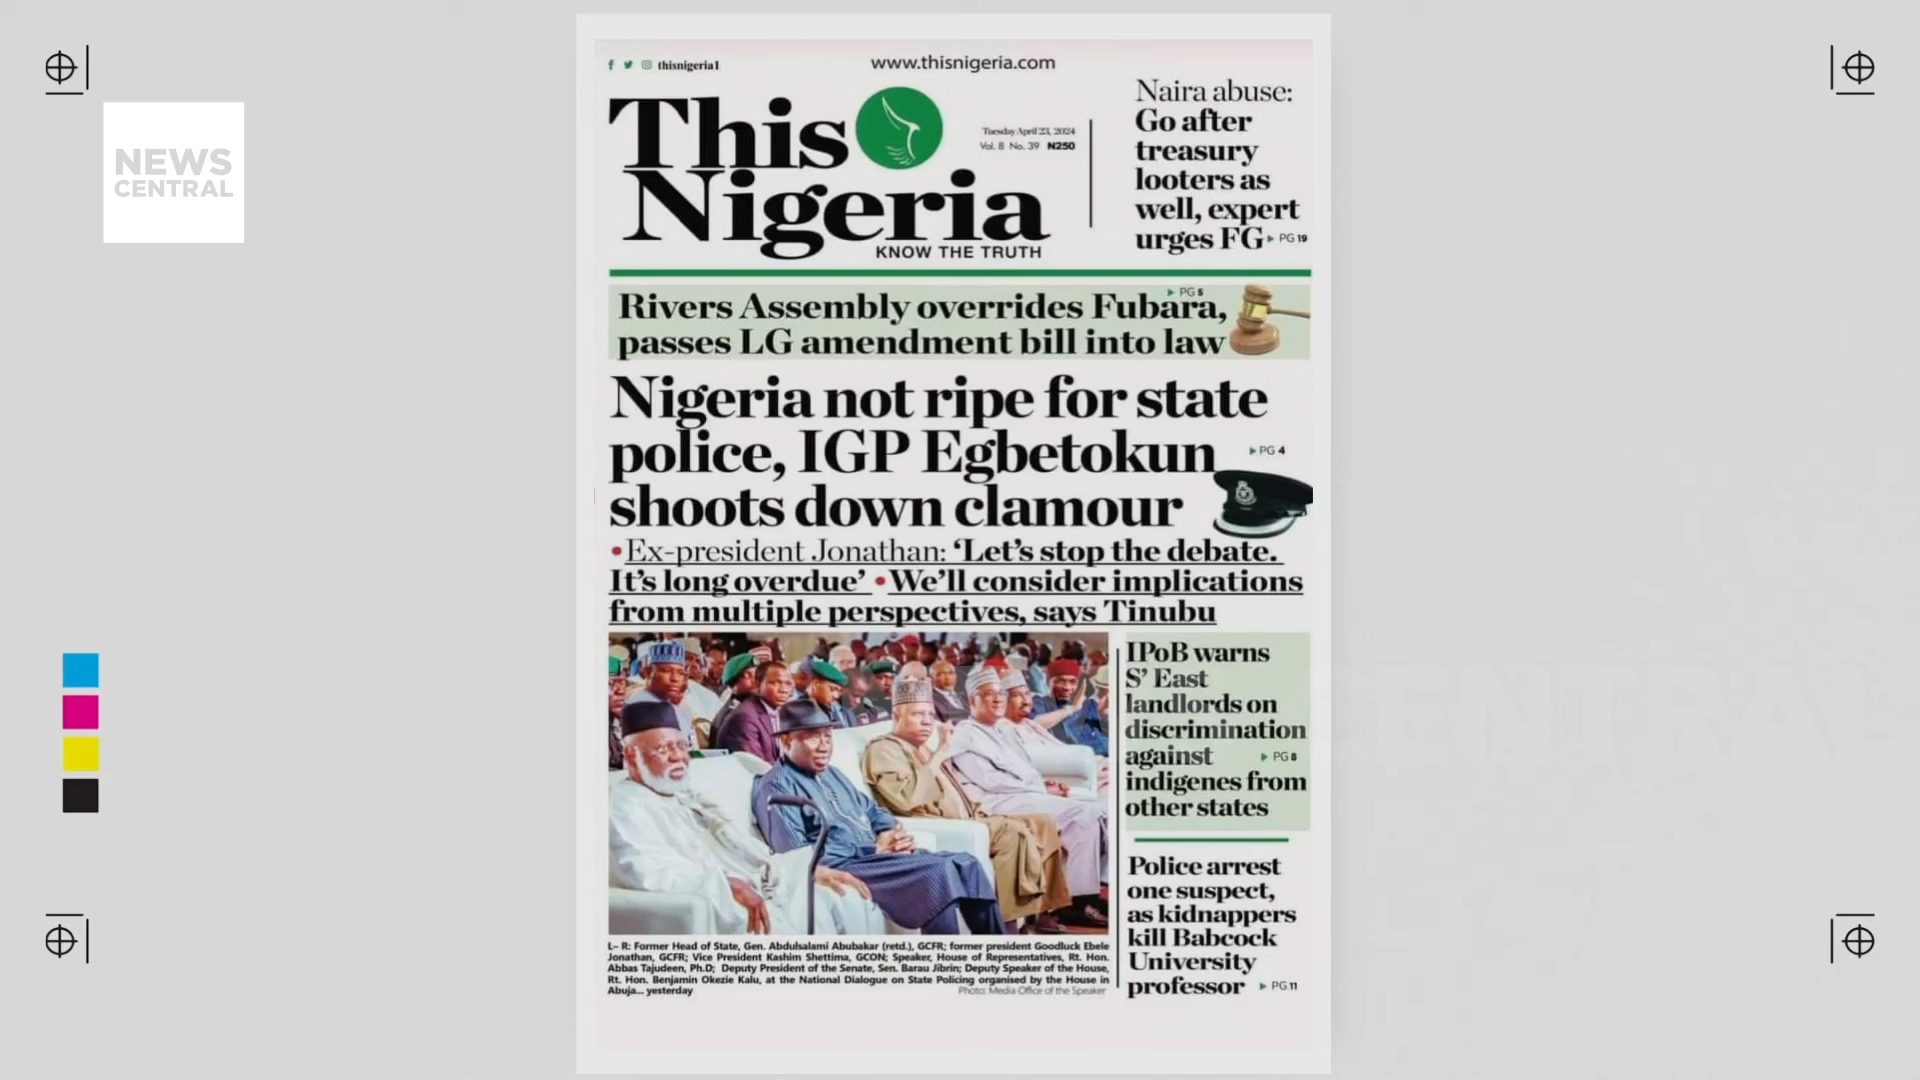 NEWS
CENTRAL
thisnigeria1
www.thisnigeria.com
This
Nigeria
KNOW THE TRUTH
Tuesday April 23, 2024
Vol. 8 No. 39 N250
Naira abuse:
Go after
treasury
looters as
well, expert
urges FG PG 19
PG 5
Rivers Assembly overrides Fubara,
passes LG amendment bill into law
Nigeria not ripe for state
police, IGP Egbetokun
PG 4
shoots down clamour
•Ex-president Jonathan: ‘Let’s stop the debate.
It’s long overdue’ •We’ll consider implications
from multiple perspectives, says Tinubu
L– R: Former Head of State, Gen. Abdulsalami Abubakar (retd.), GCFR; former president Goodluck Ebele
Jonathan, GCFR; Vice President Kashim Shettima, GCON; Speaker, House of Representatives, Rt. Hon.
Abbas Tajudeen, Ph.D; Deputy President of the Senate, Sen. Barau Jibrin; Deputy Speaker of the House,
Rt. Hon. Benjamin Okezie Kalu, at the National Dialogue on State Policing organised by the House in
Abuja... yesterday
Photo: Media Office of the Speaker
IPoB warns
S’ East
landlords on
discrimination
against PG 8
indigenes from
other states
Police arrest
one suspect,
as kidnappers
kill Babcock
University
professor PG 11